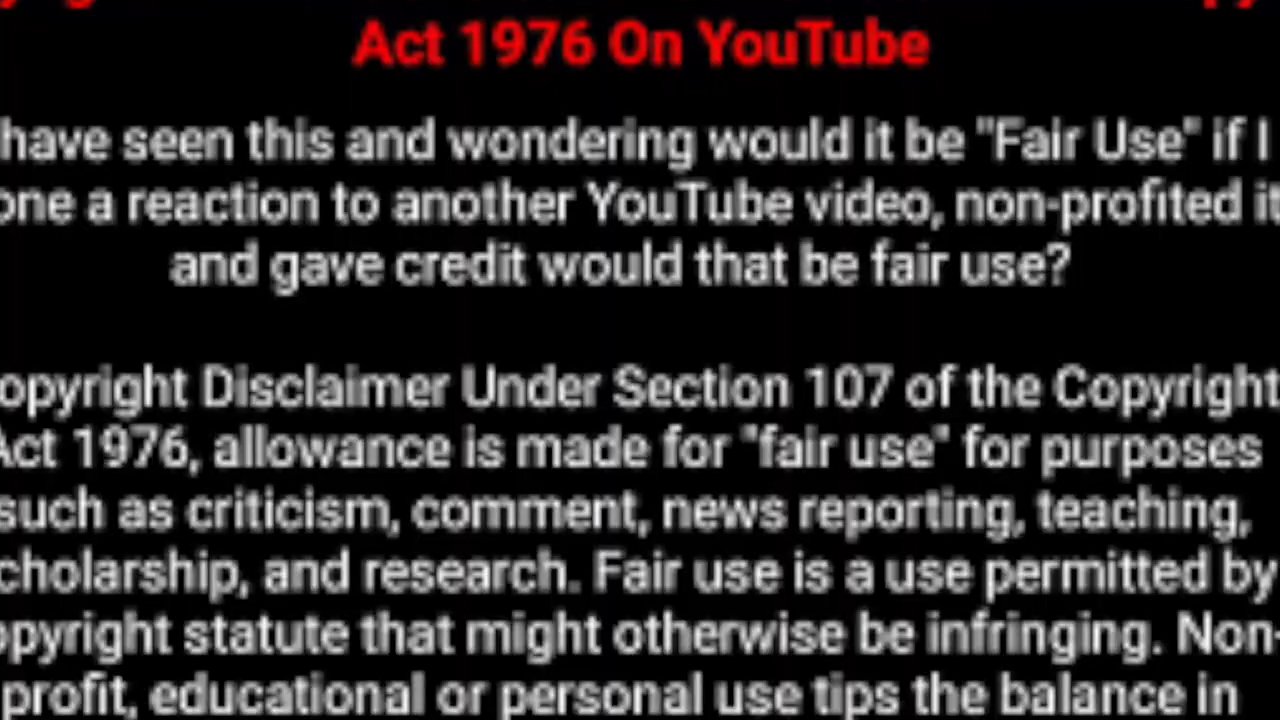 Act 1976 On YouTube
have seen this and wondering would it be "Fair Use" if I
one a reaction to another YouTube video, non-profited it
and gave credit would that be fair use?
opyright Disclaimer Under Section 107 of the Copyright
Act 1976, allowance is made for "fair use" for purposes
such as criticism, comment, news reporting, teaching,
cholarship, and research. Fair use is a use permitted by
opyright statute that might otherwise be infringing. Non-
profit, educational or personal use tips the balance in